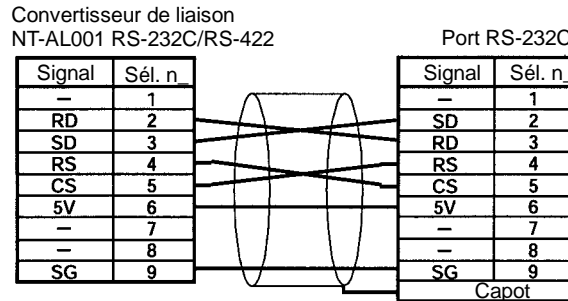 Convertisseur de liaison
NT-AL001 RS-232C/RS-422
Port RS-232C
Signal Sél. n_ Signal Sél. n_
– 1 – 1
RD 2 SD 2
SD 3 RD 3
RS 4 RS 4
CS 5 CS 5
5V 6 5V 6
– 7 – 7
– 8 – 8
SG 9 SG 9
Capot